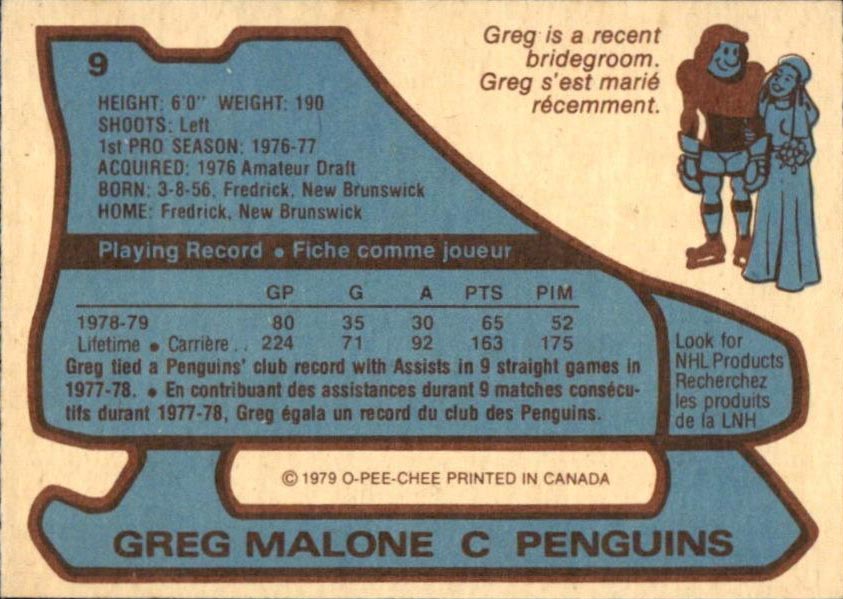 9
Greg is a recent
bridegroom.
Greg s'est marié
récemment.
HEIGHT: 6'0" WEIGHT: 190
SHOOTS: Left
1st PRO SEASON: 1976-77
ACQUIRED: 1976 Amateur Draft
BORN: 3-8-56, Fredrick, New Brunswick
HOME: Fredrick, New Brunswick
Playing Record • Fiche comme joueur
GP G A PTS PIM
1978-79 80 35 30 65 52
Lifetime • Carrière . . 224 71 92 163 175
Greg tied a Penguins' club record with Assists in 9 straight games in
1977-78. • En contribuant des assistances durant 9 matches consécu-
tifs durant 1977-78, Greg égala un record du club des Penguins.
Look for
NHL Products
Recherchez
les produits
de la LNH
© 1979 O-PEE-CHEE PRINTED IN CANADA
GREG MALONE C PENGUINS